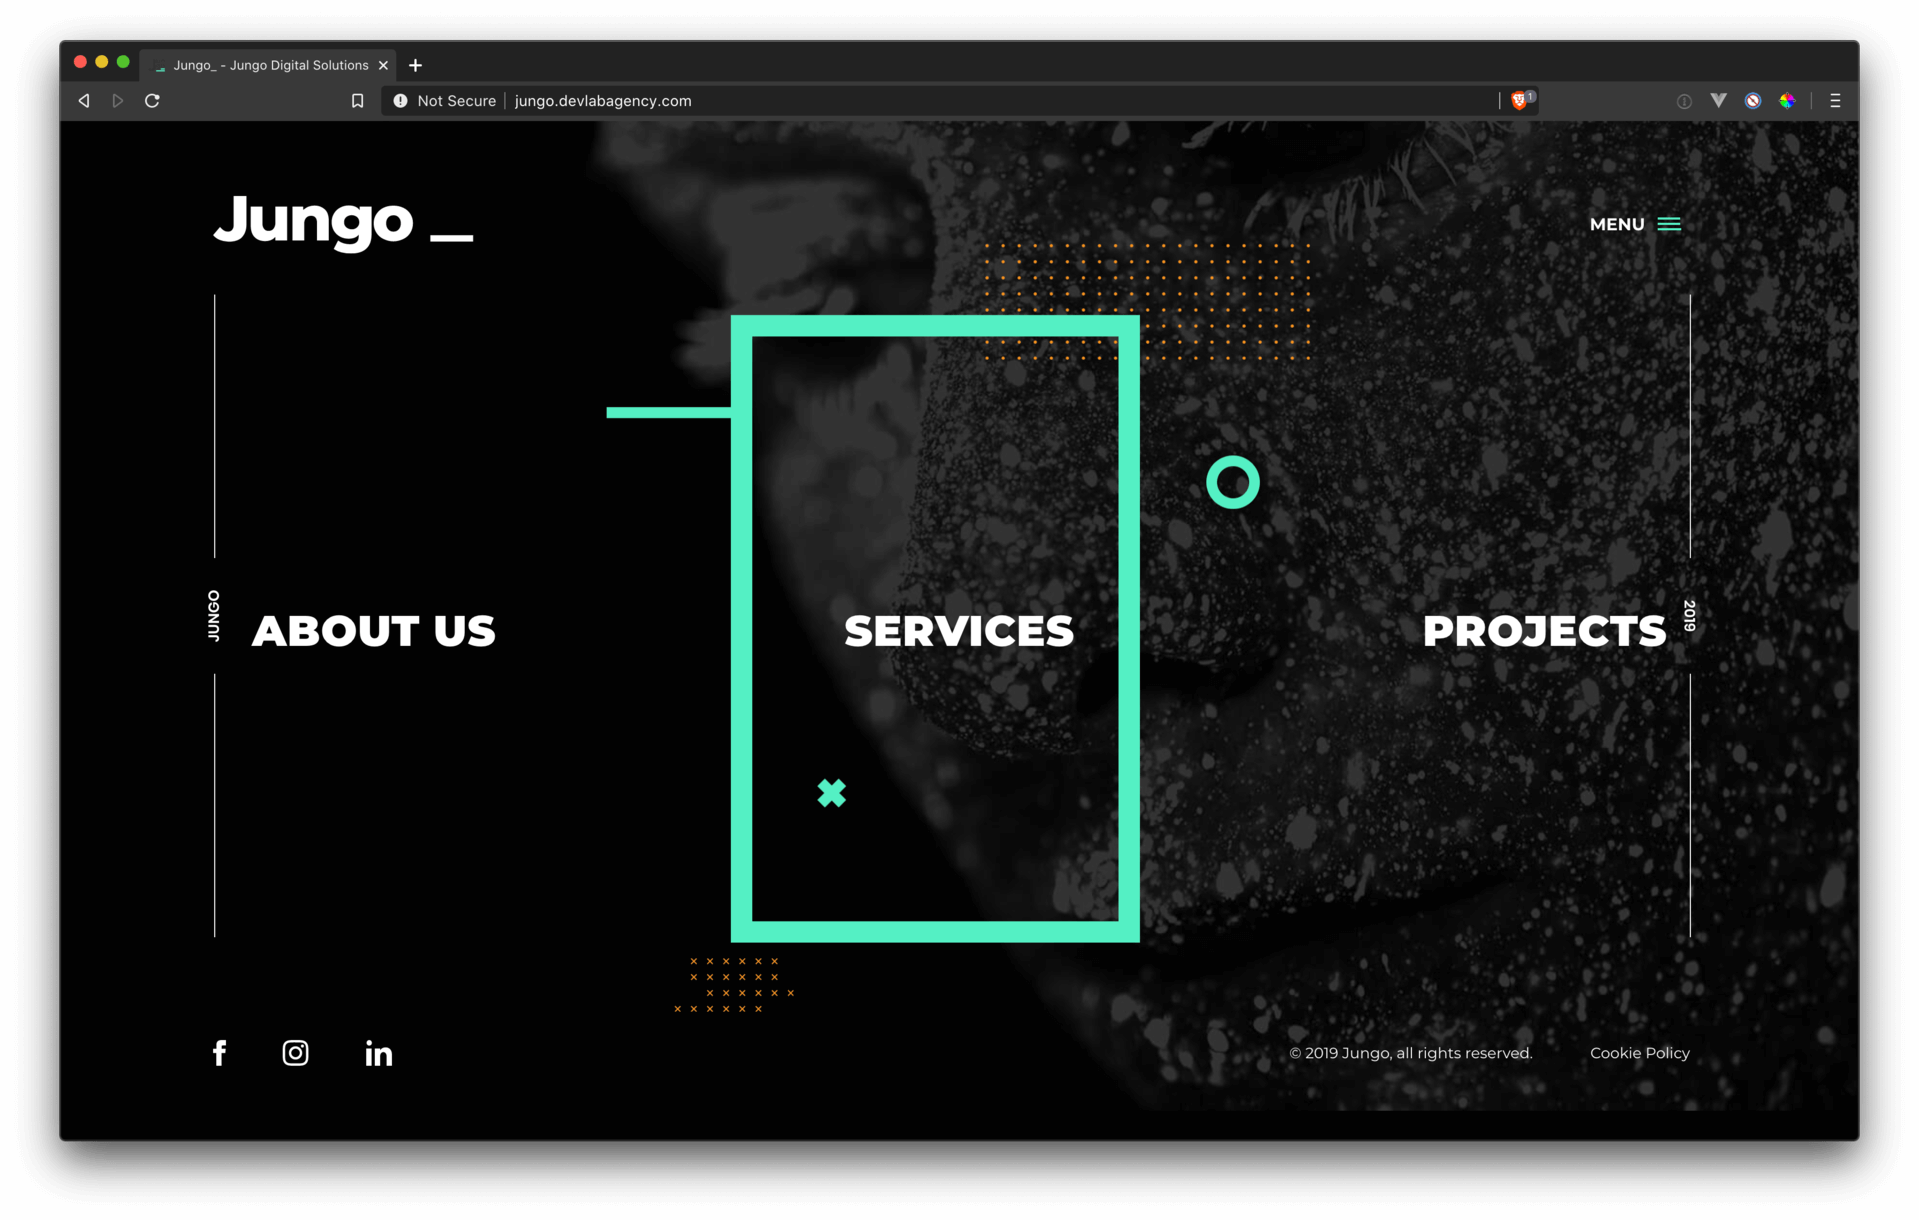 Jungo_ - Jungo Digital Solutions
Not Secure
jungo.devlabagency.com
1
Jungo _
MENU
JUNGO
ABOUT US
SERVICES
PROJECTS
2019
© 2019 Jungo, all rights reserved.
Cookie Policy